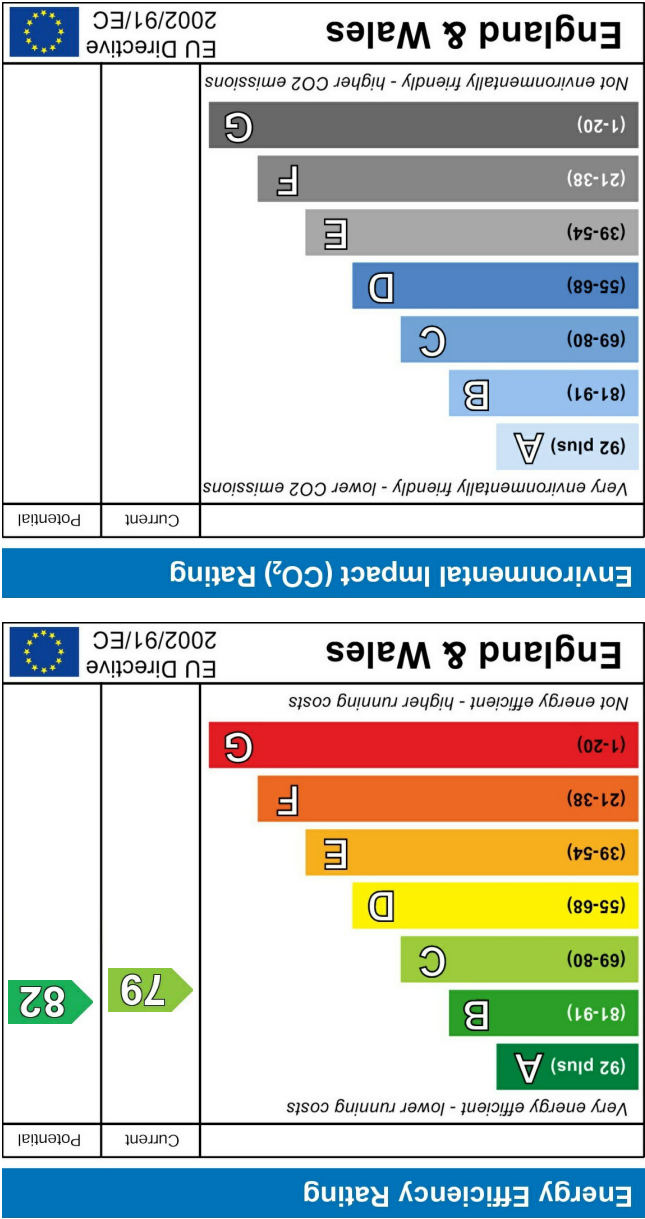 Energy Efficiency Rating
Current Potential
Very energy efficient - lower running costs
(92 plus) A
(81-91) B
(69-80) C
(55-68) D
(39-54) E
(21-38) F
(1-20) G
79
82
Not energy efficient - higher running costs
England & Wales
EU Directive
2002/91/EC
Environmental Impact (CO₂) Rating
Current Potential
Very environmentally friendly - lower CO2 emissions
(92 plus) A
(81-91) B
(69-80) C
(55-68) D
(39-54) E
(21-38) F
(1-20) G
Not environmentally friendly - higher CO2 emissions
England & Wales
EU Directive
2002/91/EC